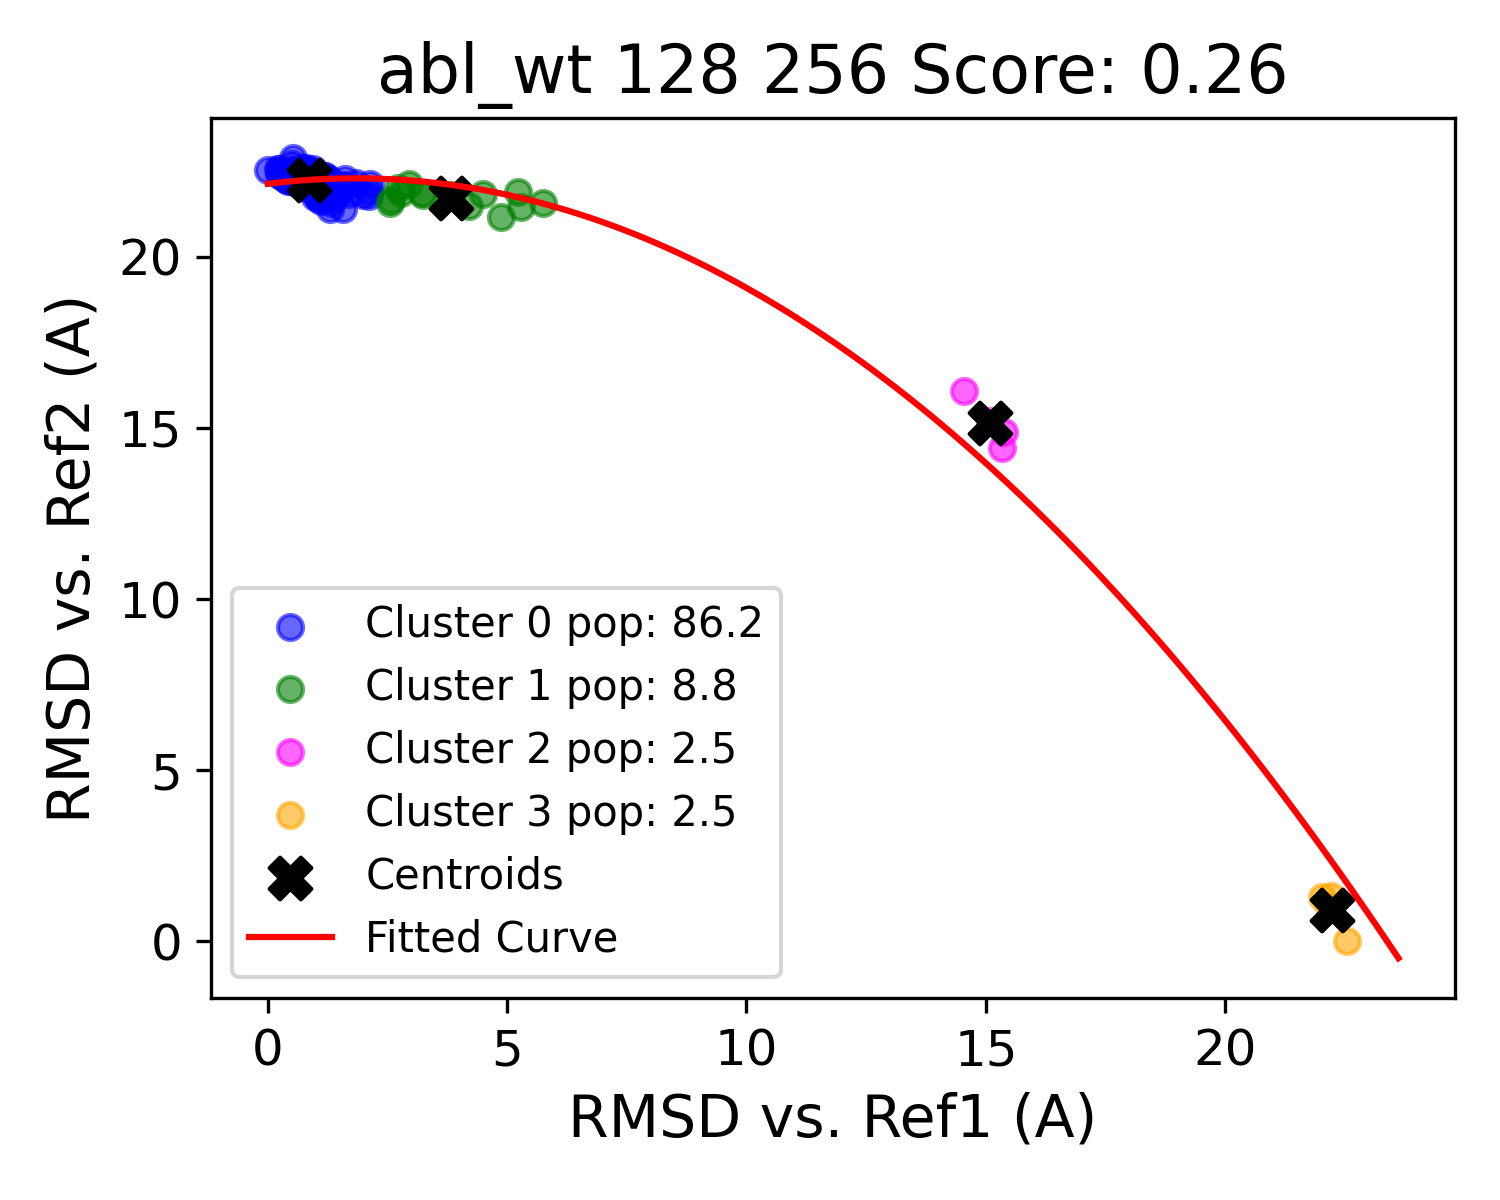 abl_wt 128 256 Score: 0.26
RMSD vs. Ref2 (A)
20
15
10
5
0
Cluster 0 pop: 86.2
Cluster 1 pop: 8.8
Cluster 2 pop: 2.5
Cluster 3 pop: 2.5
Centroids
Fitted Curve
0 5 10 15 20
RMSD vs. Ref1 (A)